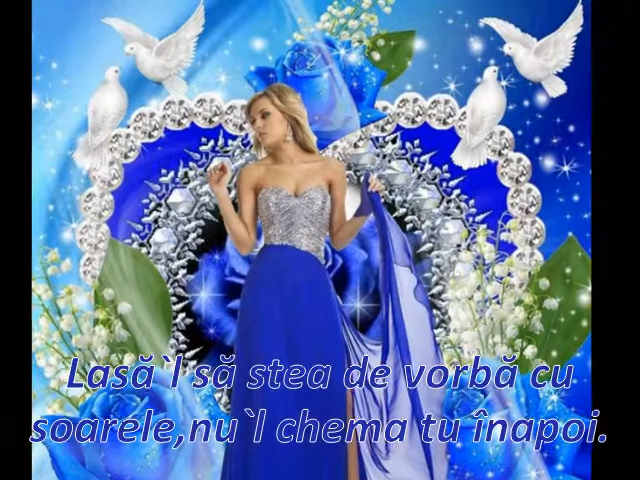 Lasă`l să stea de vorbă cu
soarele,nu`l chema tu înapoi.